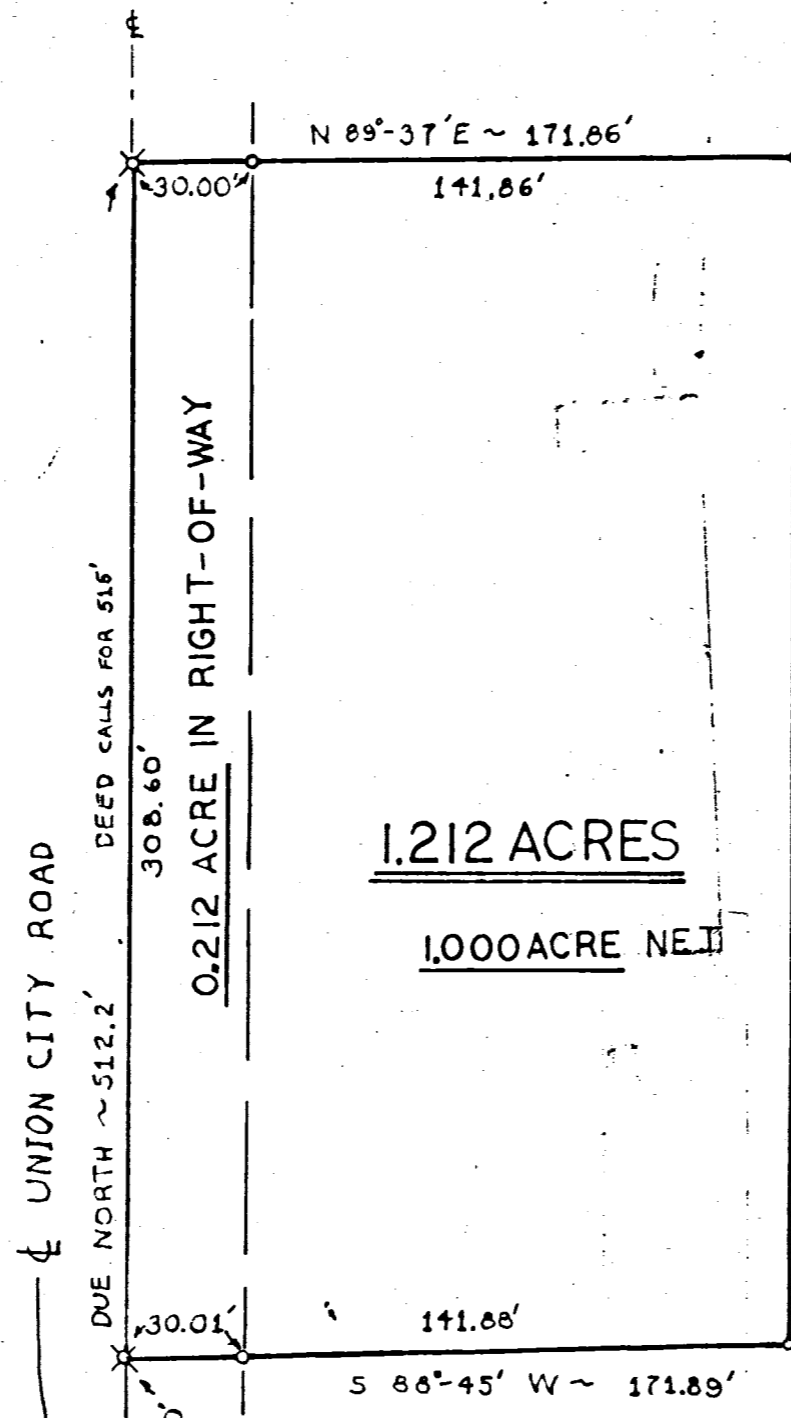 ℄
N 89°-37'E ~ 171.86'
30.00'
141.86'
DEED CALLS FOR 515'
308.60'
0.212 ACRE IN RIGHT-OF-WAY
1.212 ACRES
1.000 ACRE NET
℄ UNION CITY ROAD
DUE NORTH ~ 512.2'
30.01'
141.88'
S 88°-45' W ~ 171.89'